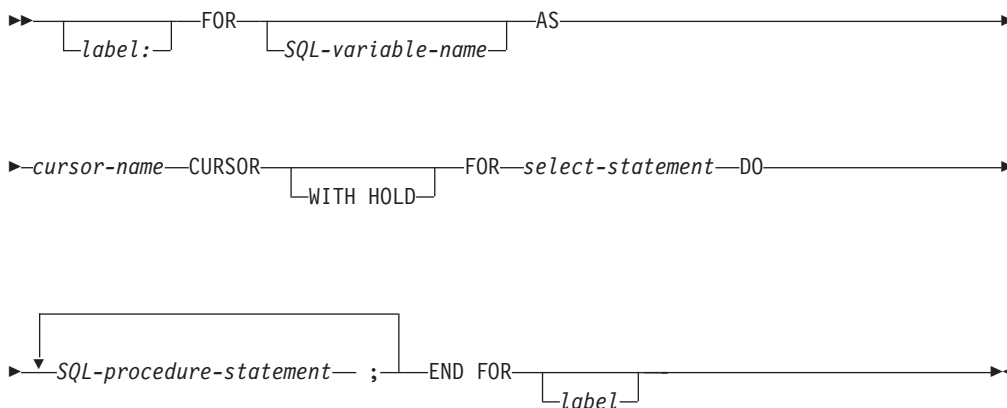 FOR AS
label: SQL-variable-name
cursor-name CURSOR FOR select-statement DO
WITH HOLD
SQL-procedure-statement ; END FOR
label